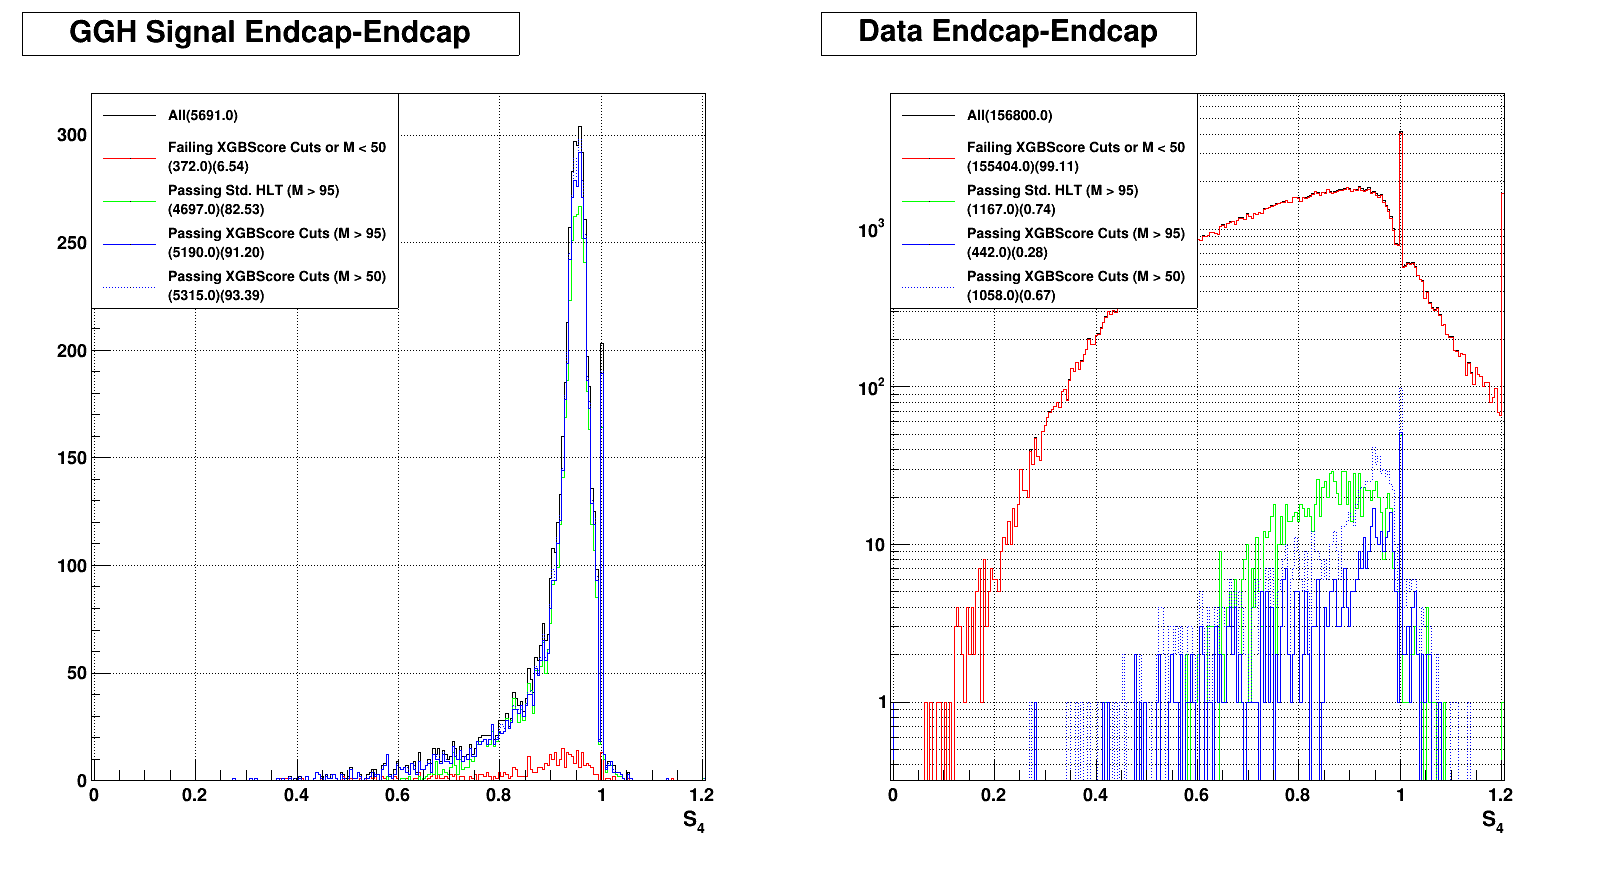 GGH Signal Endcap-Endcap
All(5691.0)
Failing XGBScore Cuts or M < 50
(372.0)(6.54)
Passing Std. HLT (M > 95)
(4697.0)(82.53)
Passing XGBScore Cuts (M > 95)
(5190.0)(91.20)
Passing XGBScore Cuts (M > 50)
(5315.0)(93.39)
300
250
200
150
100
50
0
0 0.2 0.4 0.6 0.8 1 1.2
S4
Data Endcap-Endcap
All(156800.0)
Failing XGBScore Cuts or M < 50
(155404.0)(99.11)
Passing Std. HLT (M > 95)
(1167.0)(0.74)
Passing XGBScore Cuts (M > 95)
(442.0)(0.28)
Passing XGBScore Cuts (M > 50)
(1058.0)(0.67)
10³
10²
10
1
0 0.2 0.4 0.6 0.8 1 1.2
S4